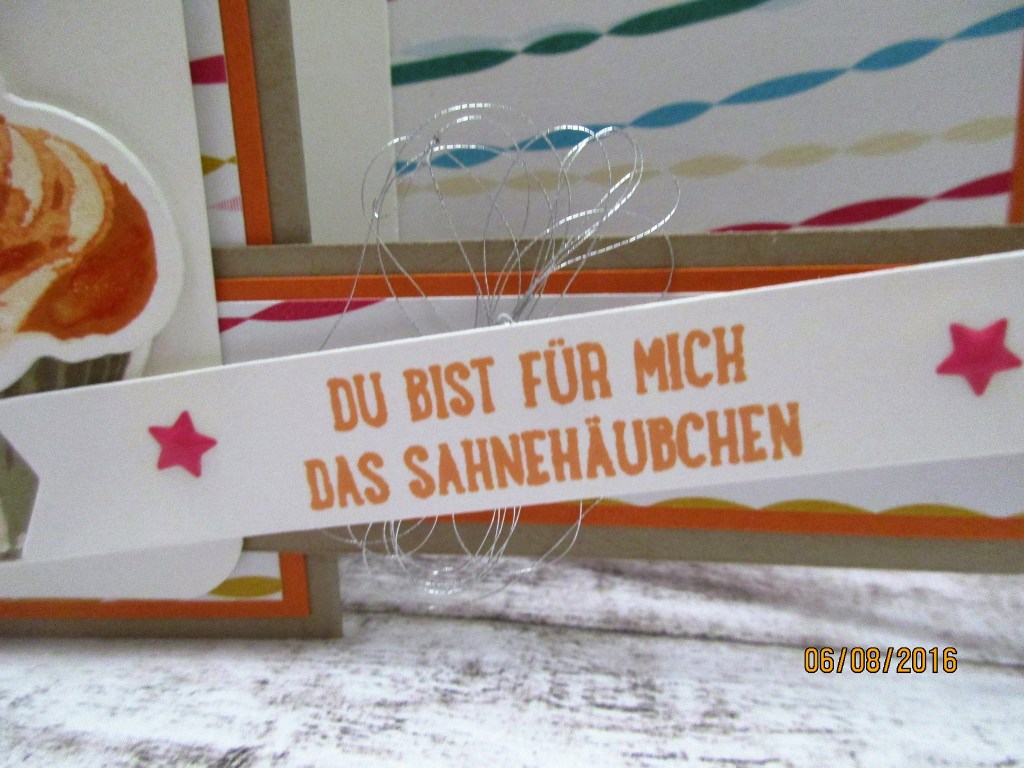 DU BIST FÜR MICH
DAS SAHNEHÄUBCHEN
06/08/2016